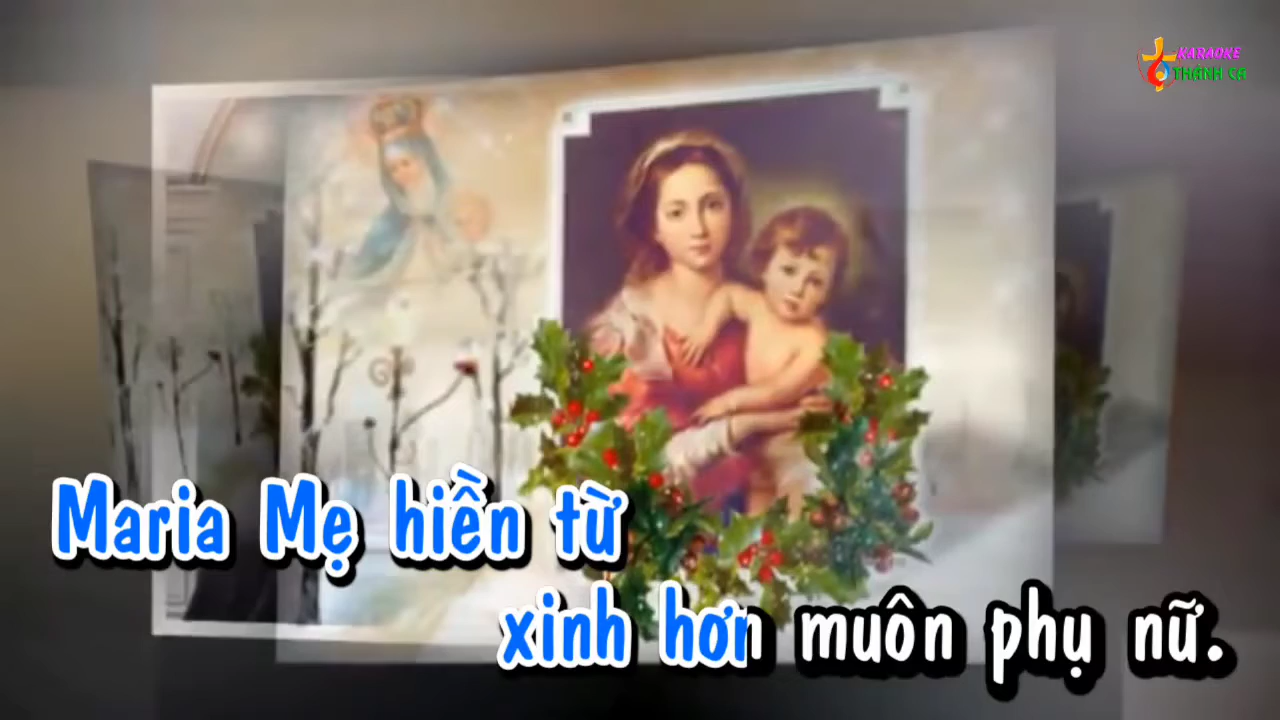 KARAOKE
THÁNH CA
Maria Mẹ hiền từ
xinh hơn muôn phụ nữ.